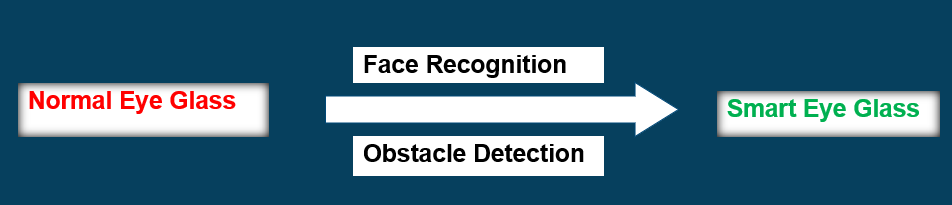 Face Recognition
Normal Eye Glass
Smart Eye Glass
Obstacle Detection